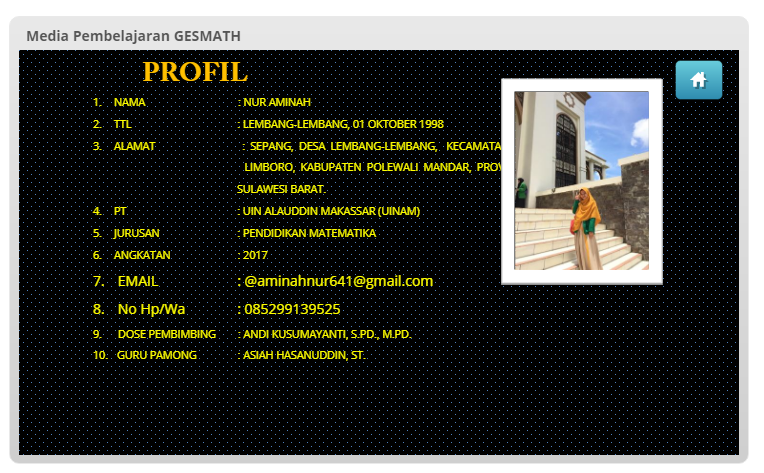 Media Pembelajaran GESMATH
PROFIL
1. NAMA : NUR AMINAH
2. TTL : LEMBANG-LEMBANG, 01 OKTOBER 1998
3. ALAMAT : SEPANG, DESA LEMBANG-LEMBANG,
LIMBORO, KABUPATEN POLEWALI MANDAR,
SULAWESI BARAT.
4. PT : UIN ALAUDDIN MAKASSAR (UINAM)
5. JURUSAN : PENDIDIKAN MATEMATIKA
6. ANGKATAN : 2017
7. EMAIL : @aminahnur641@gmail.com
8. No Hp/Wa : 085299139525
9. DOSE PEMBIMBING : ANDI KUSUMAYANTI, S.PD., M.PD.
10. GURU PAMONG : ASIAH HASANUDDIN, ST.